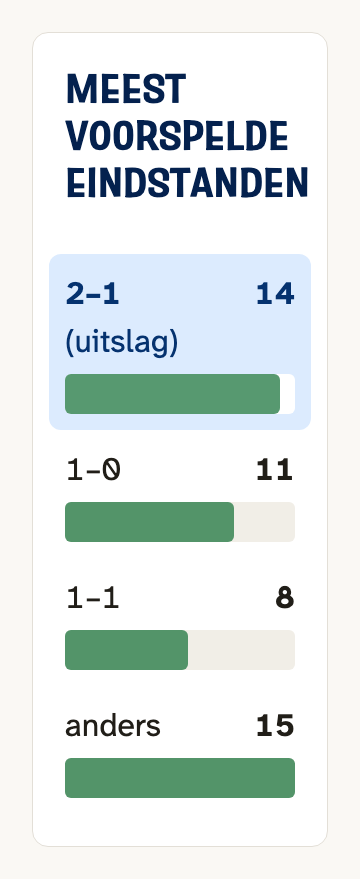 MEEST
VOORSPELDE
EINDSTANDEN
2–1 14
(uitslag)
1–0 11
1–1 8
anders 15